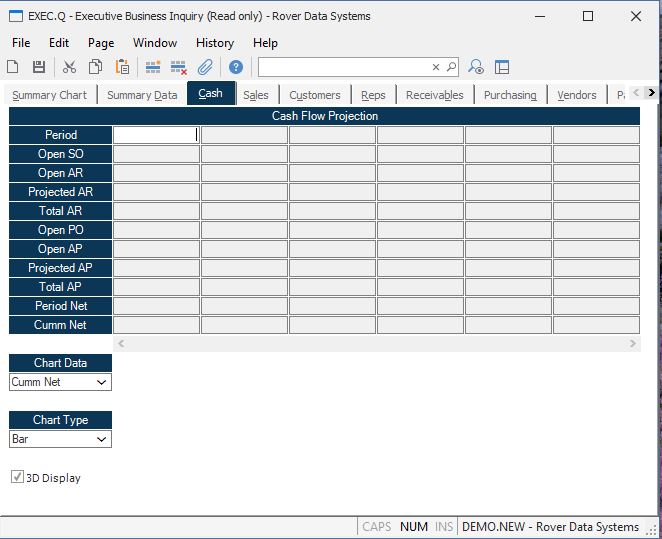 EXEC.Q - Executive Business Inquiry (Read only) - Rover Data Systems
File Edit Page Window History Help
Summary Chart Summary Data Cash Sales Customers Reps Receivables Purchasing Vendors
Cash Flow Projection
Period
Open SO
Open AR
Projected AR
Total AR
Open PO
Open AP
Projected AP
Total AP
Period Net
Cumm Net
Chart Data
Cumm Net
Chart Type
Bar
3D Display
CAPS NUM INS DEMO.NEW - Rover Data Systems